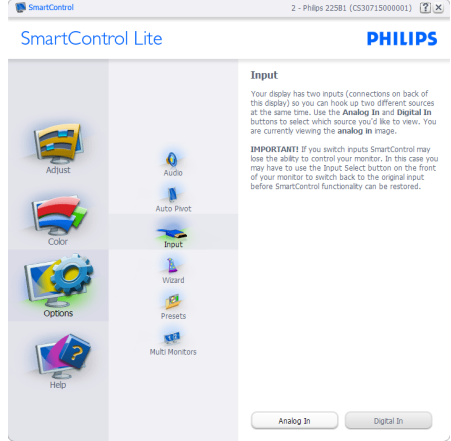 SmartControl
2 - Philips 225B1 (CS30715000001)
SmartControl Lite
PHILIPS
Adjust
Color
Options
Help
Audio
Auto Pivot
Input
Wizard
Presets
Multi Monitors
Input
Your display has two inputs (connections on back of
this display) so you can hook up two different sources
at the same time. Use the Analog In and Digital In
buttons to select which source you'd like to view. You
are currently viewing the analog in image.
IMPORTANT! If you switch inputs SmartControl may
lose the ability to control your monitor. In this case you
may have to use the Input Select button on the front
of your monitor to switch back to the original input
before SmartControl functionality can be restored.
Analog In
Digital In